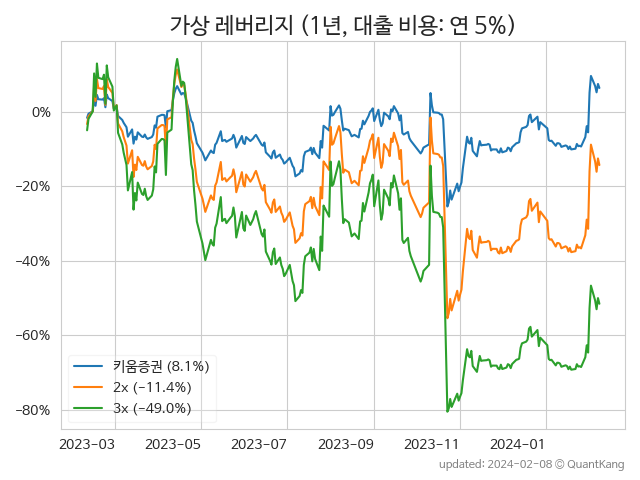 가상 레버리지 (1년, 대출 비용: 연 5%)
0%
−20%
−40%
−60%
−80%
키움증권 (8.1%)
2x (−11.4%)
3x (−49.0%)
2023-03 2023-05 2023-07 2023-09 2023-11 2024-01
updated: 2024-02-08 © QuantKang